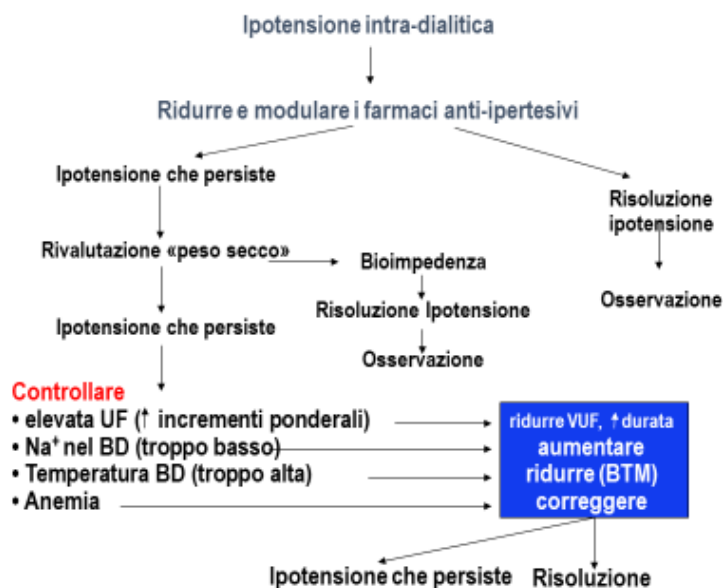 Ipotensione intra-dialitica
Ridurre e modulare i farmaci anti-ipertesivi
Ipotensione che persiste
Risoluzione
ipotensione
Rivalutazione «peso secco»
Bioimpedenza
Osservazione
Risoluzione Ipotensione
Ipotensione che persiste
Osservazione
Controllare
• elevata UF (↑ incrementi ponderali)
ridurre VUF, ↑ durata
• Na⁺ nel BD (troppo basso)
aumentare
• Temperatura BD (troppo alta)
ridurre (BTM)
• Anemia
correggere
Ipotensione che persiste
Risoluzione